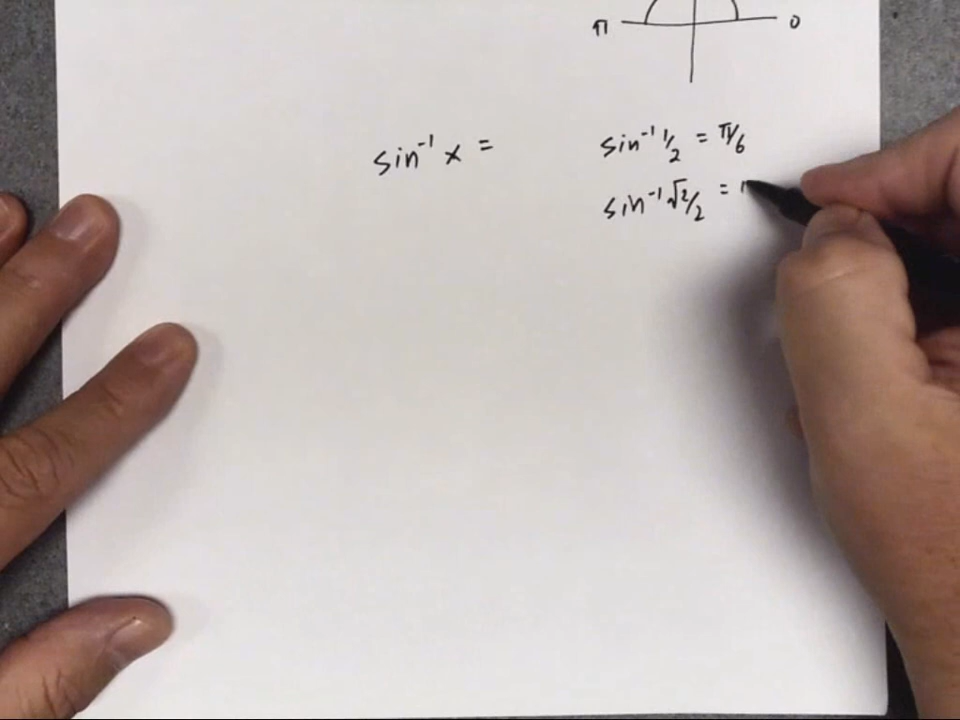 π 0
sin⁻¹ x = sin⁻¹ 1/2 = π/6
sin⁻¹ √2/2 =